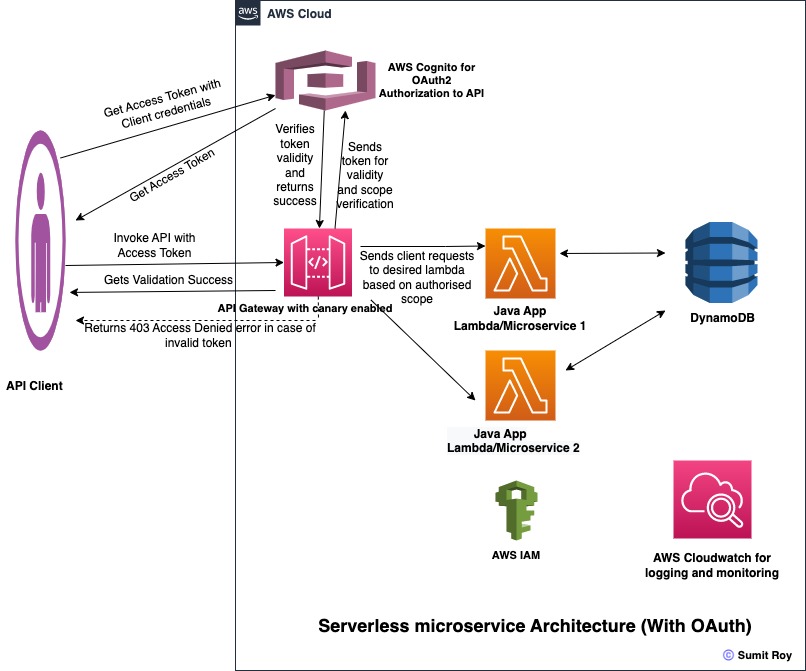 aws
AWS Cloud
AWS Cognito for
OAuth2
Authorization to API
Get Access Token with
Client credentials
Get Access Token
Verifies
token
validity
and
returns
success
Sends
token for
validity
and scope
verification
Invoke API with
Access Token
Gets Validation Success
API Gateway with canary enabled
Returns 403 Access Denied error in case of
invalid token
API Client
Sends client requests
to desired lambda
based on authorised
scope
Java App
Lambda/Microservice 1
DynamoDB
Java App
Lambda/Microservice 2
AWS IAM
AWS Cloudwatch for
logging and monitoring
Serverless microservice Architecture (With OAuth)
© Sumit Roy